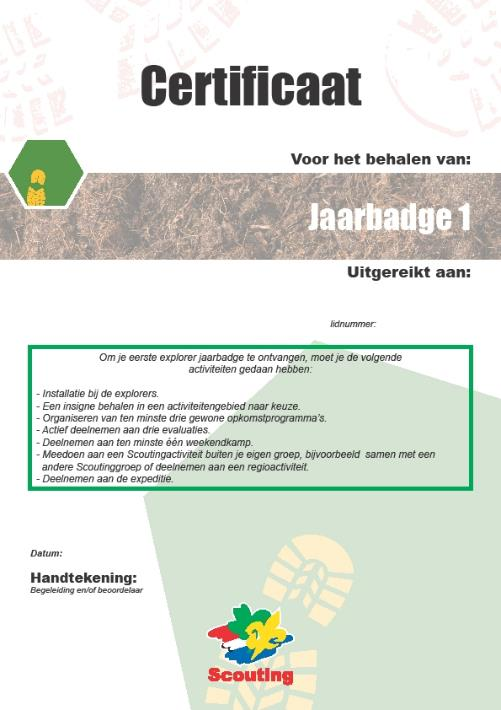 Certificaat
Voor het behalen van:
Jaarbadge 1
Uitgereikt aan:
lidnummer:
Om je eerste explorer jaarbadge te ontvangen, moet je de volgende
activiteiten gedaan hebben:
- Installatie bij de explorers.
- Een insigne behalen in een activiteitengebied naar keuze.
- Organiseren van ten minste drie gewone opkomstprogramma's.
- Actief deelnemen aan drie evaluaties.
- Deelnemen aan ten minste één weekendkamp.
- Meedoen aan een Scoutingactiviteit buiten je eigen groep, bijvoorbeeld samen met een
andere Scoutinggroep of deelnemen aan een regioactiviteit.
- Deelnemen aan de expeditie.
Datum:
Handtekening:
Begeleiding en/of beoordelaar
Scouting